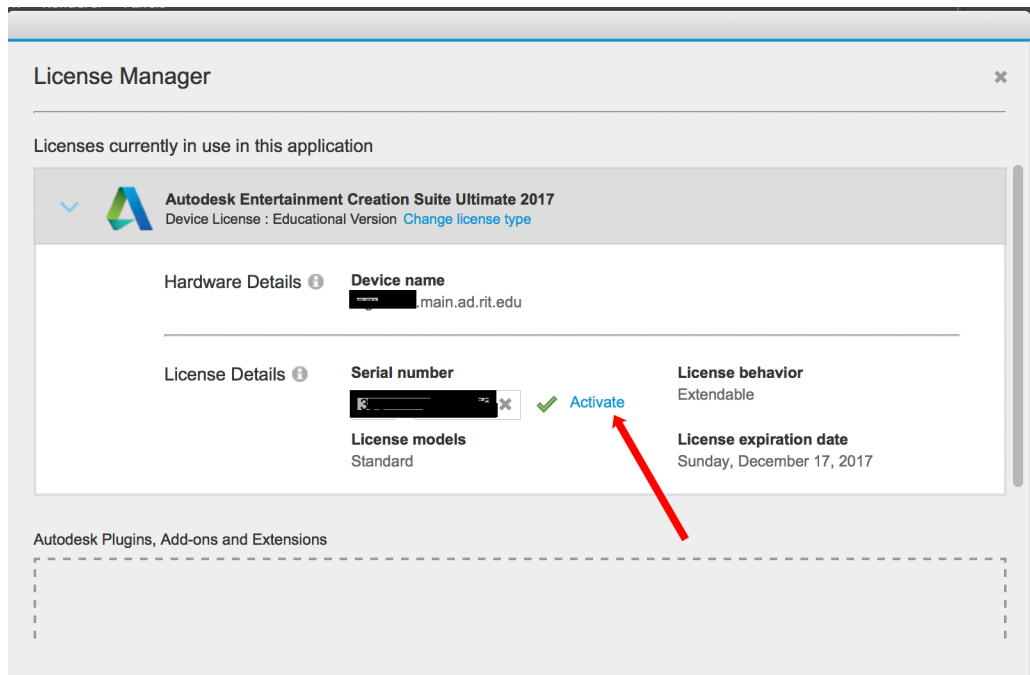 License Manager
Licenses currently in use in this application
Autodesk Entertainment Creation Suite Ultimate 2017
Device License : Educational Version Change license type
Hardware Details
Device name
.main.ad.rit.edu
License Details
Serial number
Activate
License behavior
Extendable
License models
Standard
License expiration date
Sunday, December 17, 2017
Autodesk Plugins, Add-ons and Extensions